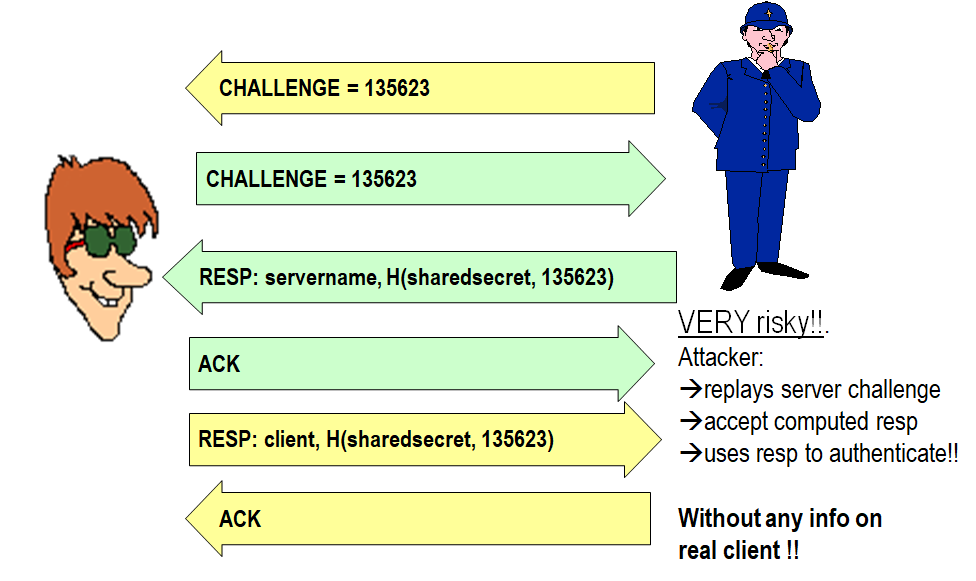 CHALLENGE = 135623
CHALLENGE = 135623
RESP: servername, H(sharedsecret, 135623)
ACK
RESP: client, H(sharedsecret, 135623)
ACK
VERY risky!!.
Attacker:
→replays server challenge
→accept computed resp
→uses resp to authenticate!!
Without any info on
real client !!